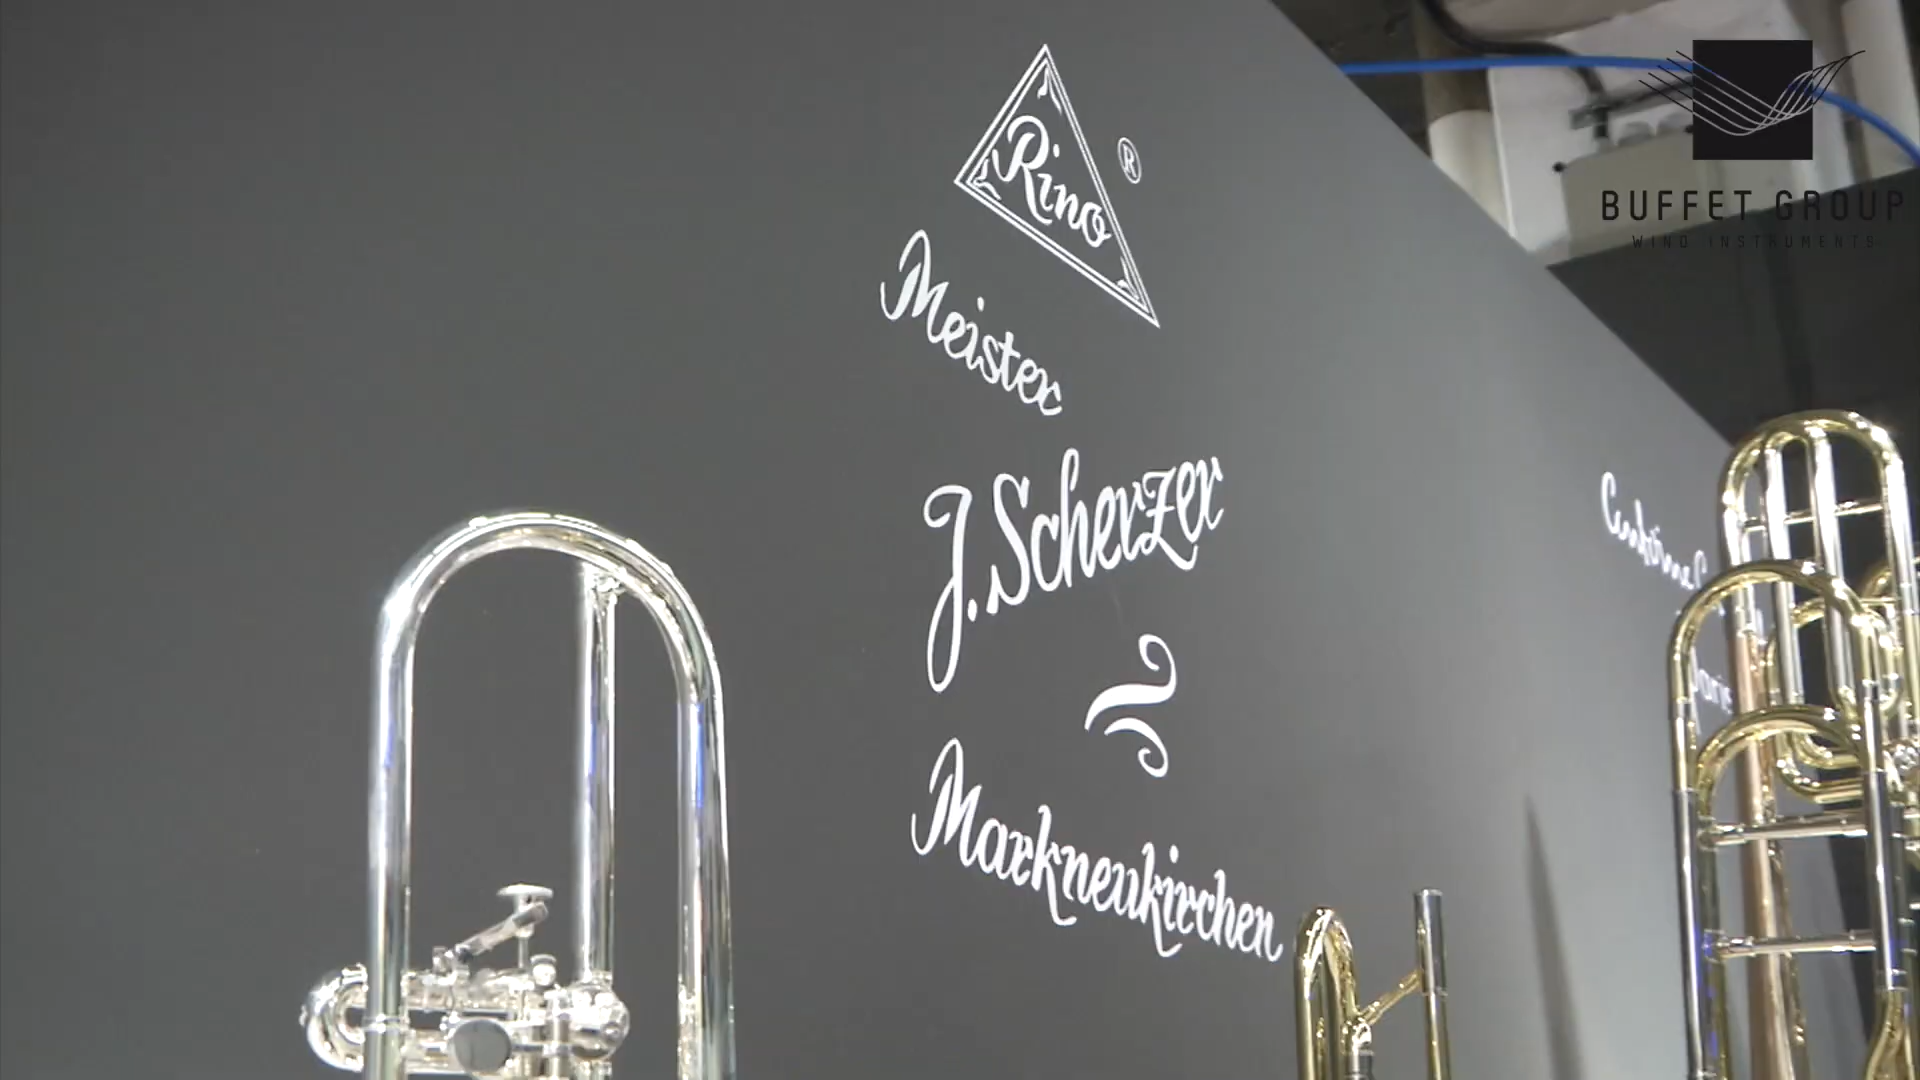 Rino ®
Meister
J. Scherzer
Markneukirchen
BUFFET GROUP
WIND INSTRUMENTS